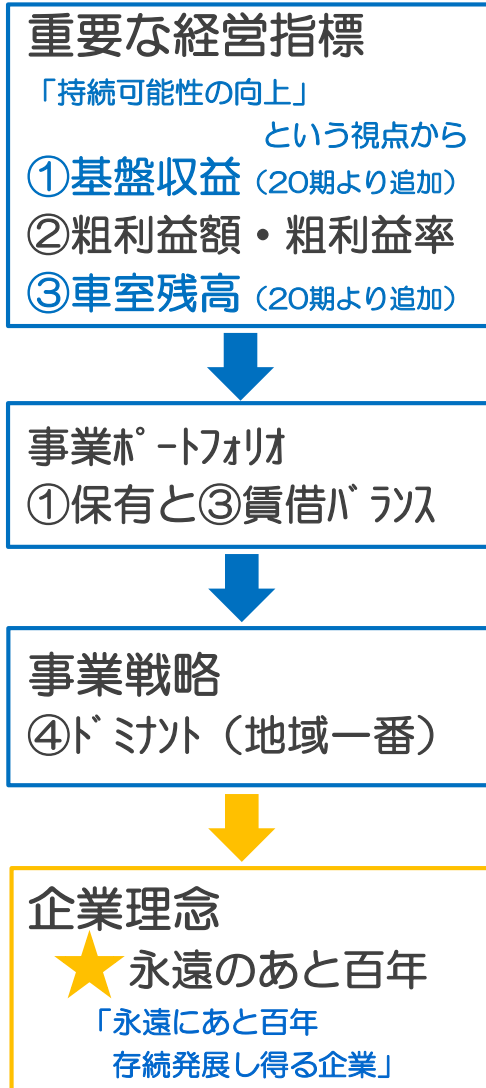 重要な経営指標
「持続可能性の向上」
という視点から
①基盤収益（20期より追加）
②粗利益額・粗利益率
③車室残高（20期より追加）
事業ﾎﾟｰﾄﾌｫﾘｵ
①保有と③賃借ﾊﾞﾗﾝｽ
事業戦略
④ﾄﾞﾐﾅﾝﾄ（地域一番）
企業理念
★永遠のあと百年
「永遠にあと百年
存続発展し得る企業」